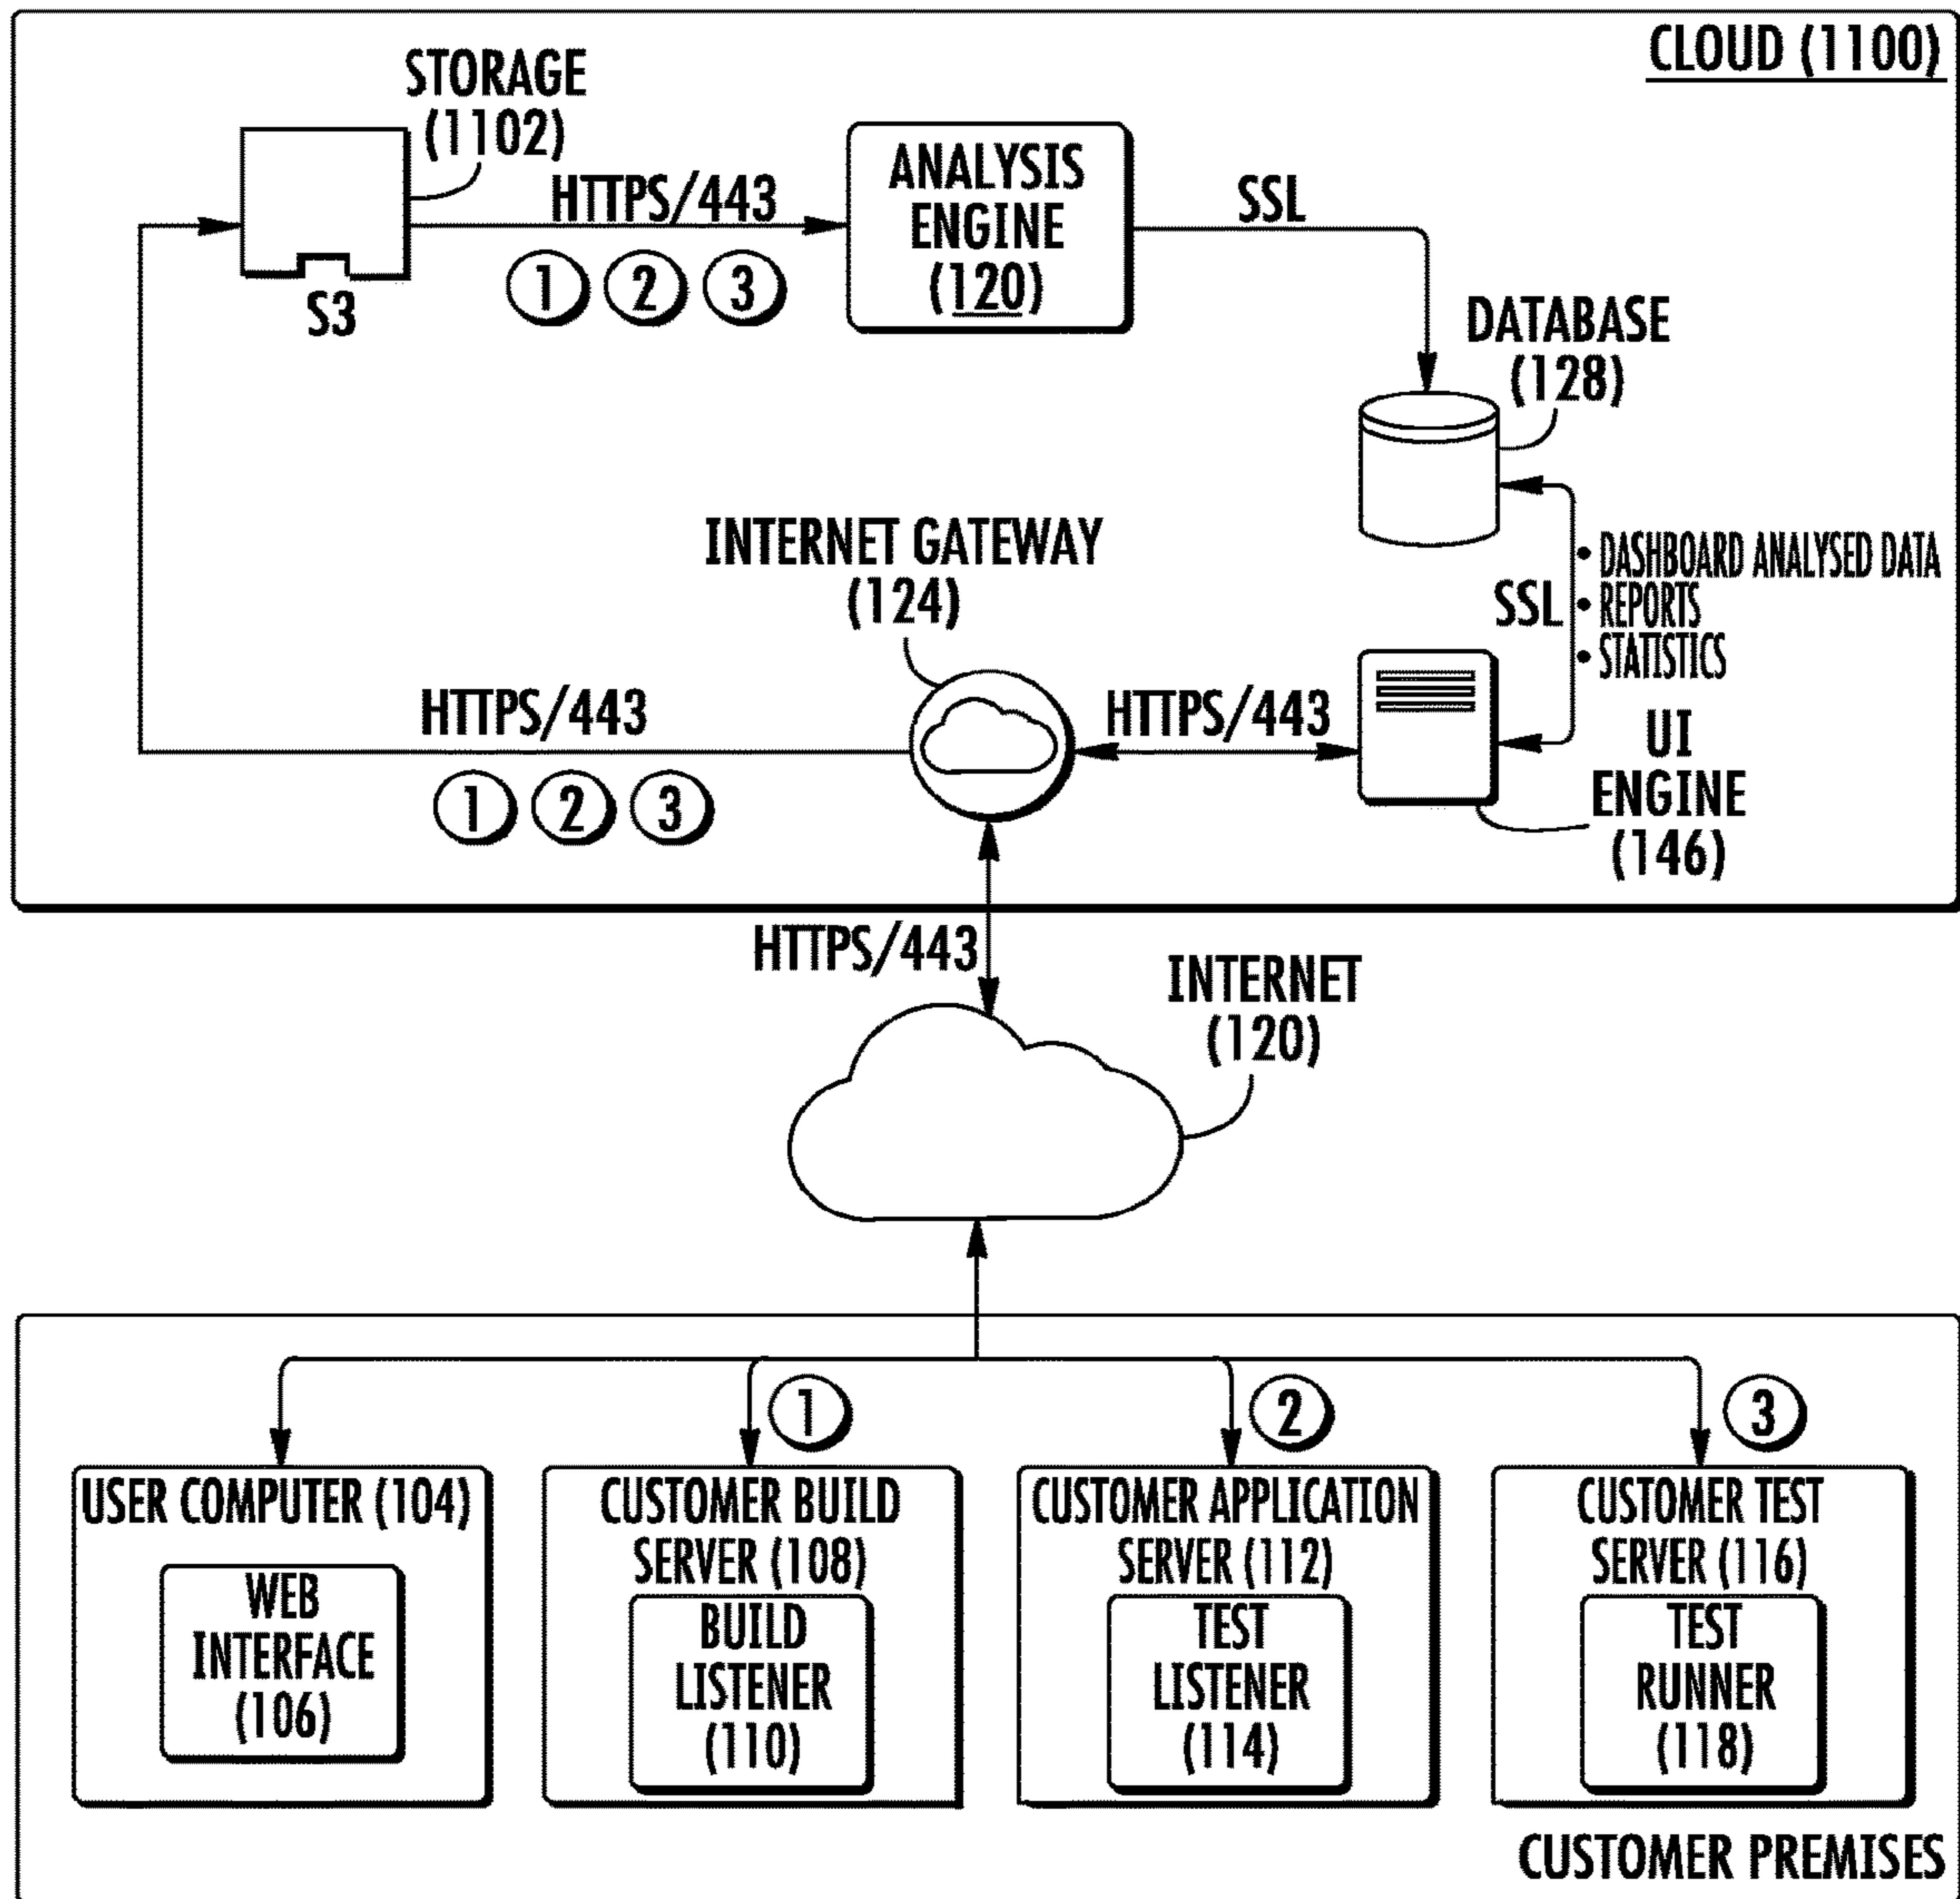 CLOUD (1100)
STORAGE
(1102)
S3
HTTPS/443
1 2 3
ANALYSIS
ENGINE
(120)
SSL
DATABASE
(128)
INTERNET GATEWAY
(124)
SSL
• DASHBOARD ANALYSED DATA
• REPORTS
• STATISTICS
HTTPS/443
1 2 3
HTTPS/443
UI
ENGINE
(146)
HTTPS/443
INTERNET
(120)
1
2
3
USER COMPUTER (104)
WEB
INTERFACE
(106)
CUSTOMER BUILD
SERVER (108)
BUILD
LISTENER
(110)
CUSTOMER APPLICATION
SERVER (112)
TEST
LISTENER
(114)
CUSTOMER TEST
SERVER (116)
TEST
RUNNER
(118)
CUSTOMER PREMISES